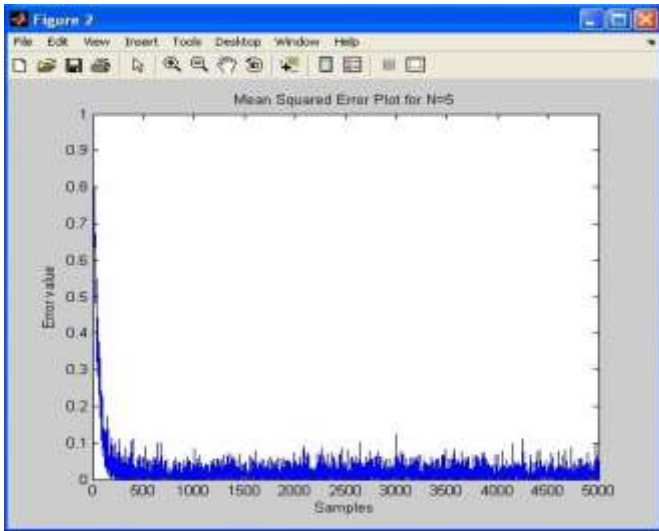 Figure 2
File Edit View Insert Tools Desktop Window Help
Mean Squared Error Plot for N=5
1
0.9
0.8
0.7
0.6
0.5
0.4
0.3
0.2
0.1
0
Error value
0 500 1000 1500 2000 2500 3000 3500 4000 4500 5000
Samples